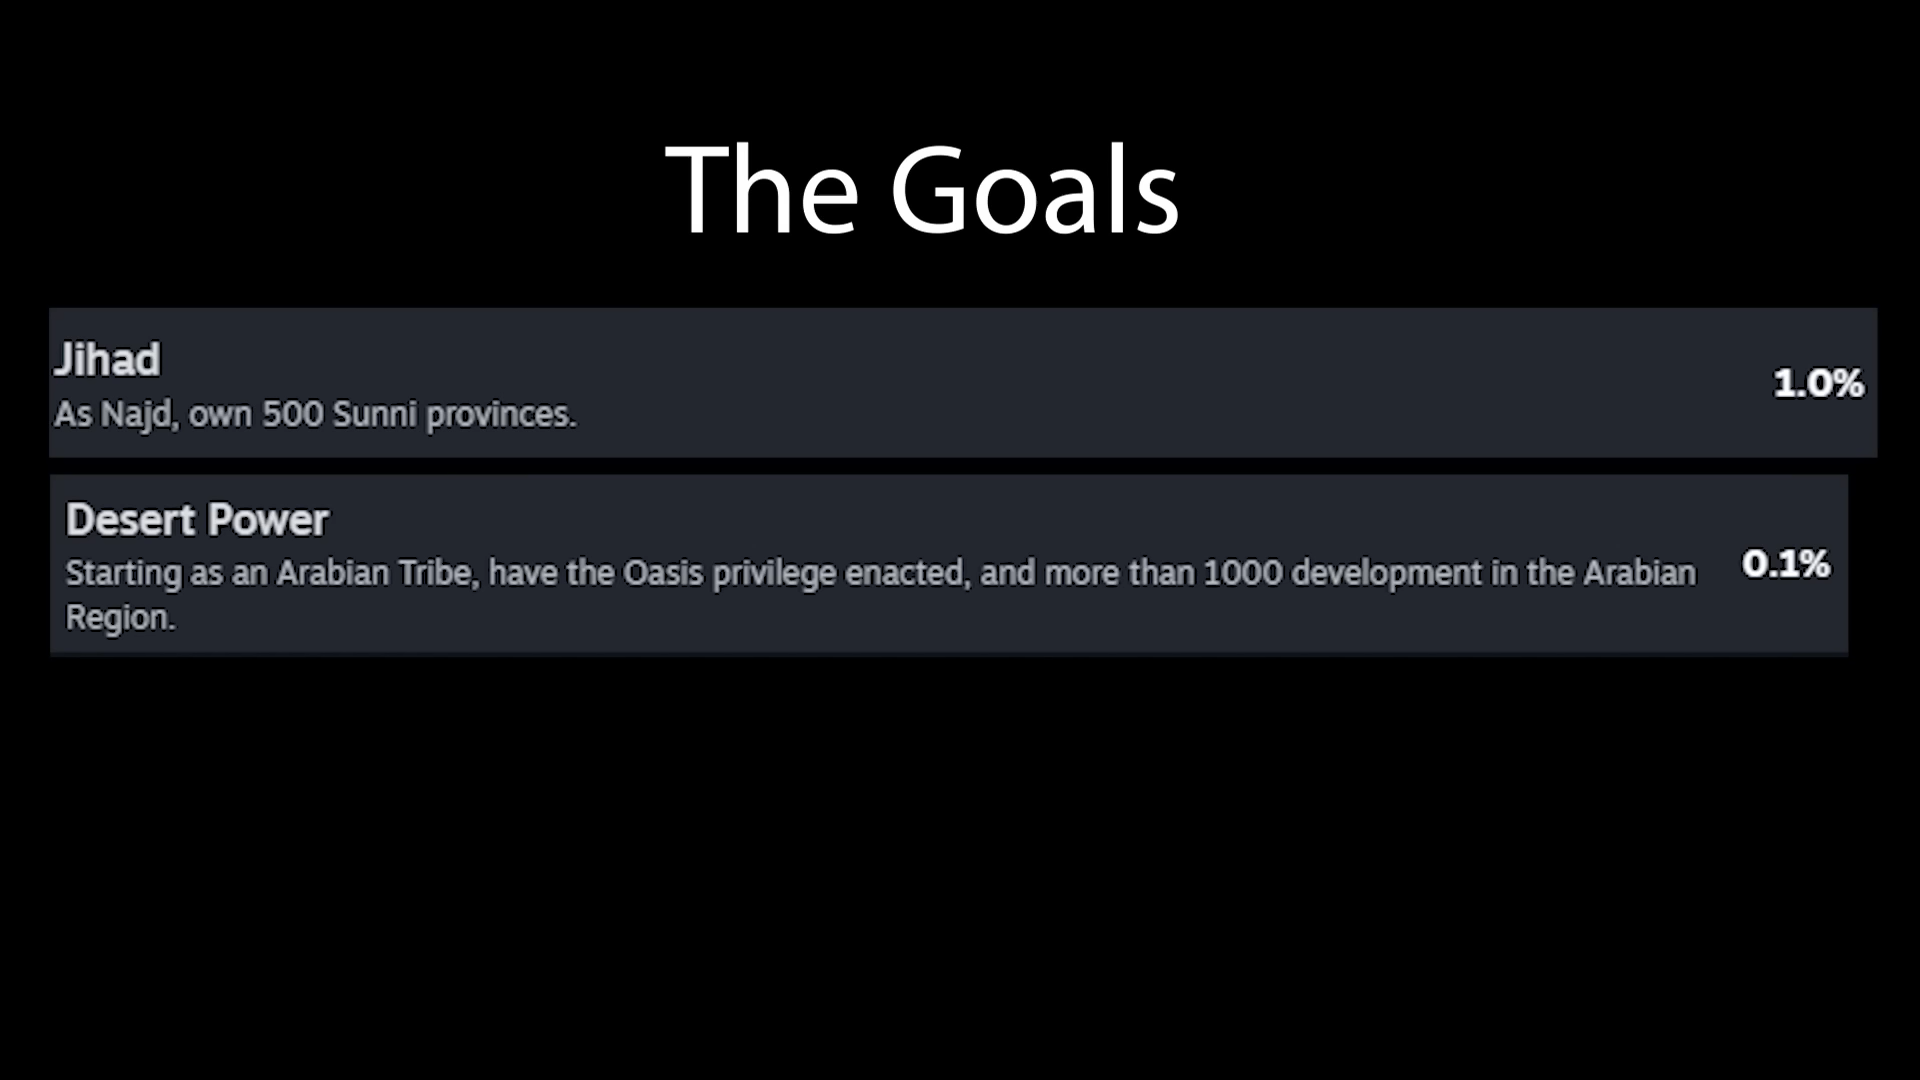 The Goals
Jihad
1.0%
As Najd, own 500 Sunni provinces.
Desert Power
Starting as an Arabian Tribe, have the Oasis privilege enacted, and more than 1000 development in the Arabian
0.1%
Region.